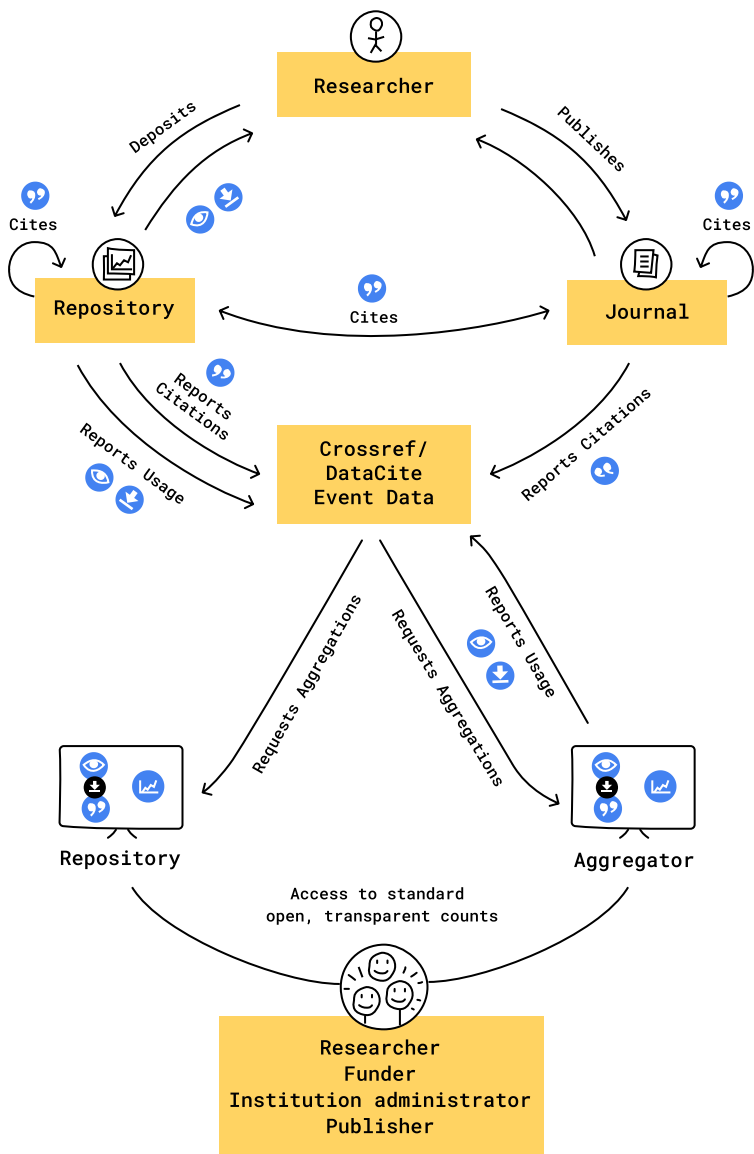 Researcher
Deposits
Publishes
Cites
Cites
Repository
Journal
Cites
Reports
Citations
Reports Usage
Reports Citations
Crossref/
DataCite
Event Data
Requests Aggregations
Requests Aggregations
Reports Usage
Repository
Aggregator
Access to standard
open, transparent counts
Researcher
Funder
Institution administrator
Publisher